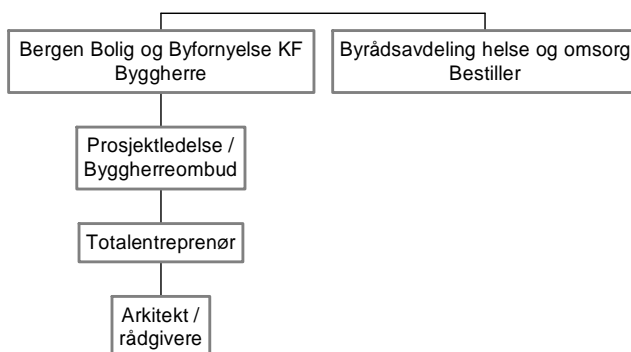 Bergen Bolig og Byfornyelse KF
Byggherre
Byrådsavdeling helse og omsorg
Bestiller
Prosjektledelse /
Byggherreombud
Totalentreprenør
Arkitekt /
rådgivere